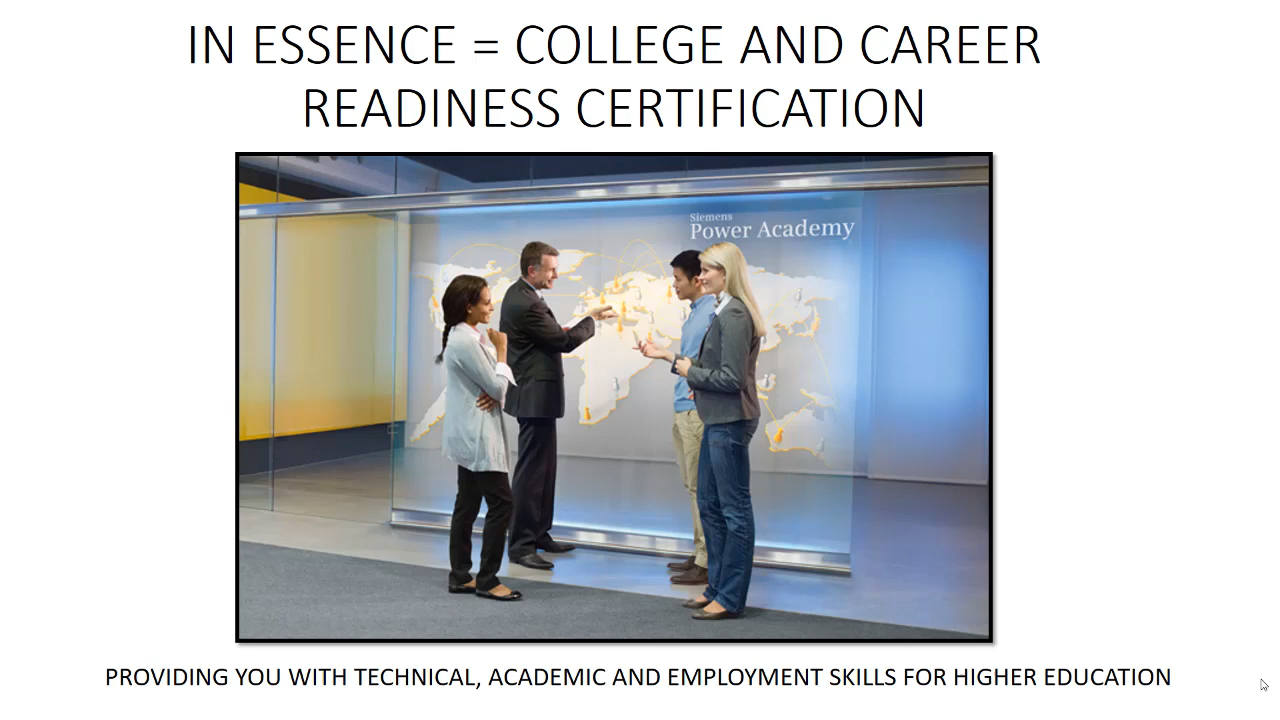 IN ESSENCE = COLLEGE AND CAREER
READINESS CERTIFICATION
Siemens
Power Academy
PROVIDING YOU WITH TECHNICAL, ACADEMIC AND EMPLOYMENT SKILLS FOR HIGHER EDUCATION